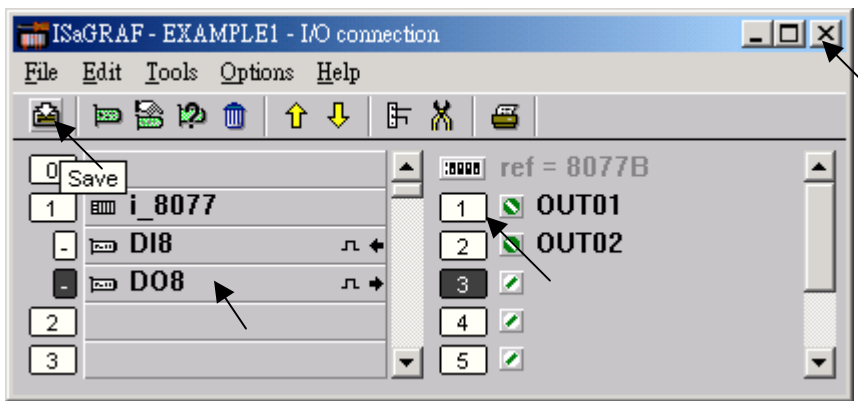 ISaGRAF - EXAMPLE1 - I/O connection
File Edit Tools Options Help
0
Save
1 i_8077
- DI8
- DO8
2
3
ref = 8077B
1 OUT01
2 OUT02
3
4
5